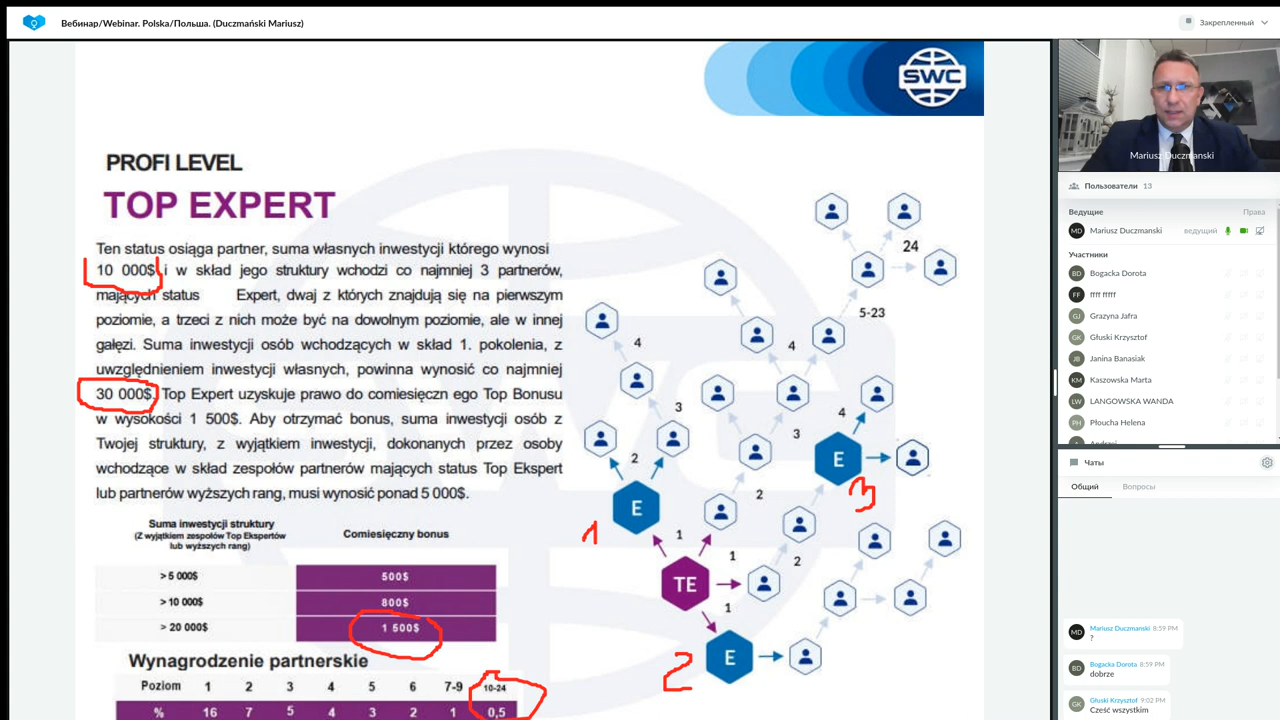 Вебинар/Webinar. Polska/Польша. (Duczmański Mariusz)
Закрепленный
SWC
PROFI LEVEL
TOP EXPERT
Ten status osiąga partner, suma własnych inwestycji którego wynosi
10 000$ i w skład jego struktury wchodzi co najmniej 3 partnerów,
mających status Expert, dwaj z których znajdują się na pierwszym
poziomie, a trzeci z nich może być na dowolnym poziomie, ale w innej
gałęzi. Suma inwestycji osób wchodzących w skład 1. pokolenia, z
uwzględnieniem inwestycji własnych, powinna wynosić co najmniej
30 000$. Top Expert uzyskuje prawo do comiesięczn ego Top Bonusu
w wysokości 1 500$. Aby otrzymać bonus, suma inwestycji osób z
Twojej struktury, z wyjątkiem inwestycji, dokonanych przez osoby
wchodzące w skład zespołów partnerów mających status Top Ekspert
lub partnerów wyższych rang, musi wynosić ponad 5 000$.
Suma inwestycji struktury
(Z wyjątkiem zespołów Top Ekspertów
lub wyższych rang)
Comiesięczny bonus
> 5 000$ 500$
> 10 000$ 800$
> 20 000$ 1 500$
Wynagrodzenie partnerskie
Poziom 1 2 3 4 5 6 7-9 10-24
% 16 7 5 4 3 2 1 0,5
24
5-23
4
4
3
4
3
E
2
E
3
2
E
1
1
1
2
TE
1
2
E
Mariusz Duczmanski
Пользователи 13
Ведущие Права
MD Mariusz Duczmanski ведущий
Участники
BD Bogacka Dorota
FF ffff fffff
GJ Grazyna Jafra
GK Głuski Krzysztof
JB Janina Banasiak
KM Kaszowska Marta
LW LANGOWSKA WANDA
PH Płoucha Helena
Чаты
Общий Вопросы
MD Mariusz Duczmanski 8:59 PM
?
BD Bogacka Dorota 8:59 PM
dobrze
GK Głuski Krzysztof 9:02 PM
Cześć wszystkim